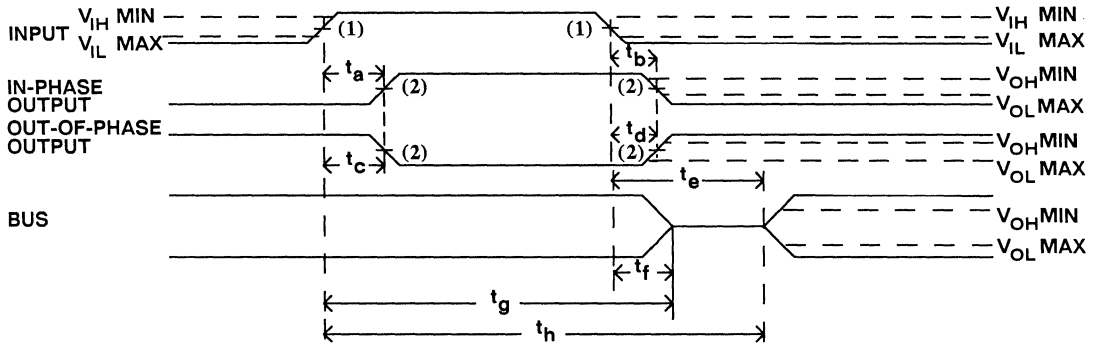 INPUT
V_IH MIN
V_IL MAX
(1)
(1)
V_IH MIN
V_IL MAX
t_a
t_b
IN-PHASE
OUTPUT
(2)
(2)
V_OH MIN
V_OL MAX
OUT-OF-PHASE
OUTPUT
t_c
(2)
t_d
(2)
V_OH MIN
V_OL MAX
t_e
BUS
V_OH MIN
V_OL MAX
t_f
t_g
t_h